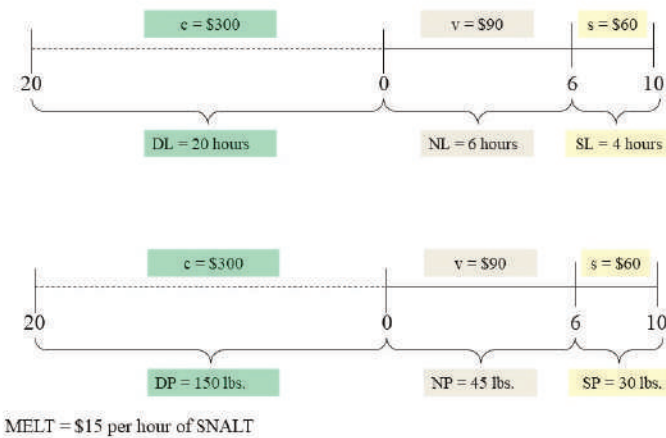 c = $300 v = $90 s = $60
20 0 6 10
DL = 20 hours NL = 6 hours SL = 4 hours
c = $300 v = $90 s = $60
20 0 6 10
DP = 150 lbs. NP = 45 lbs. SP = 30 lbs.
MELT = $15 per hour of SNALT